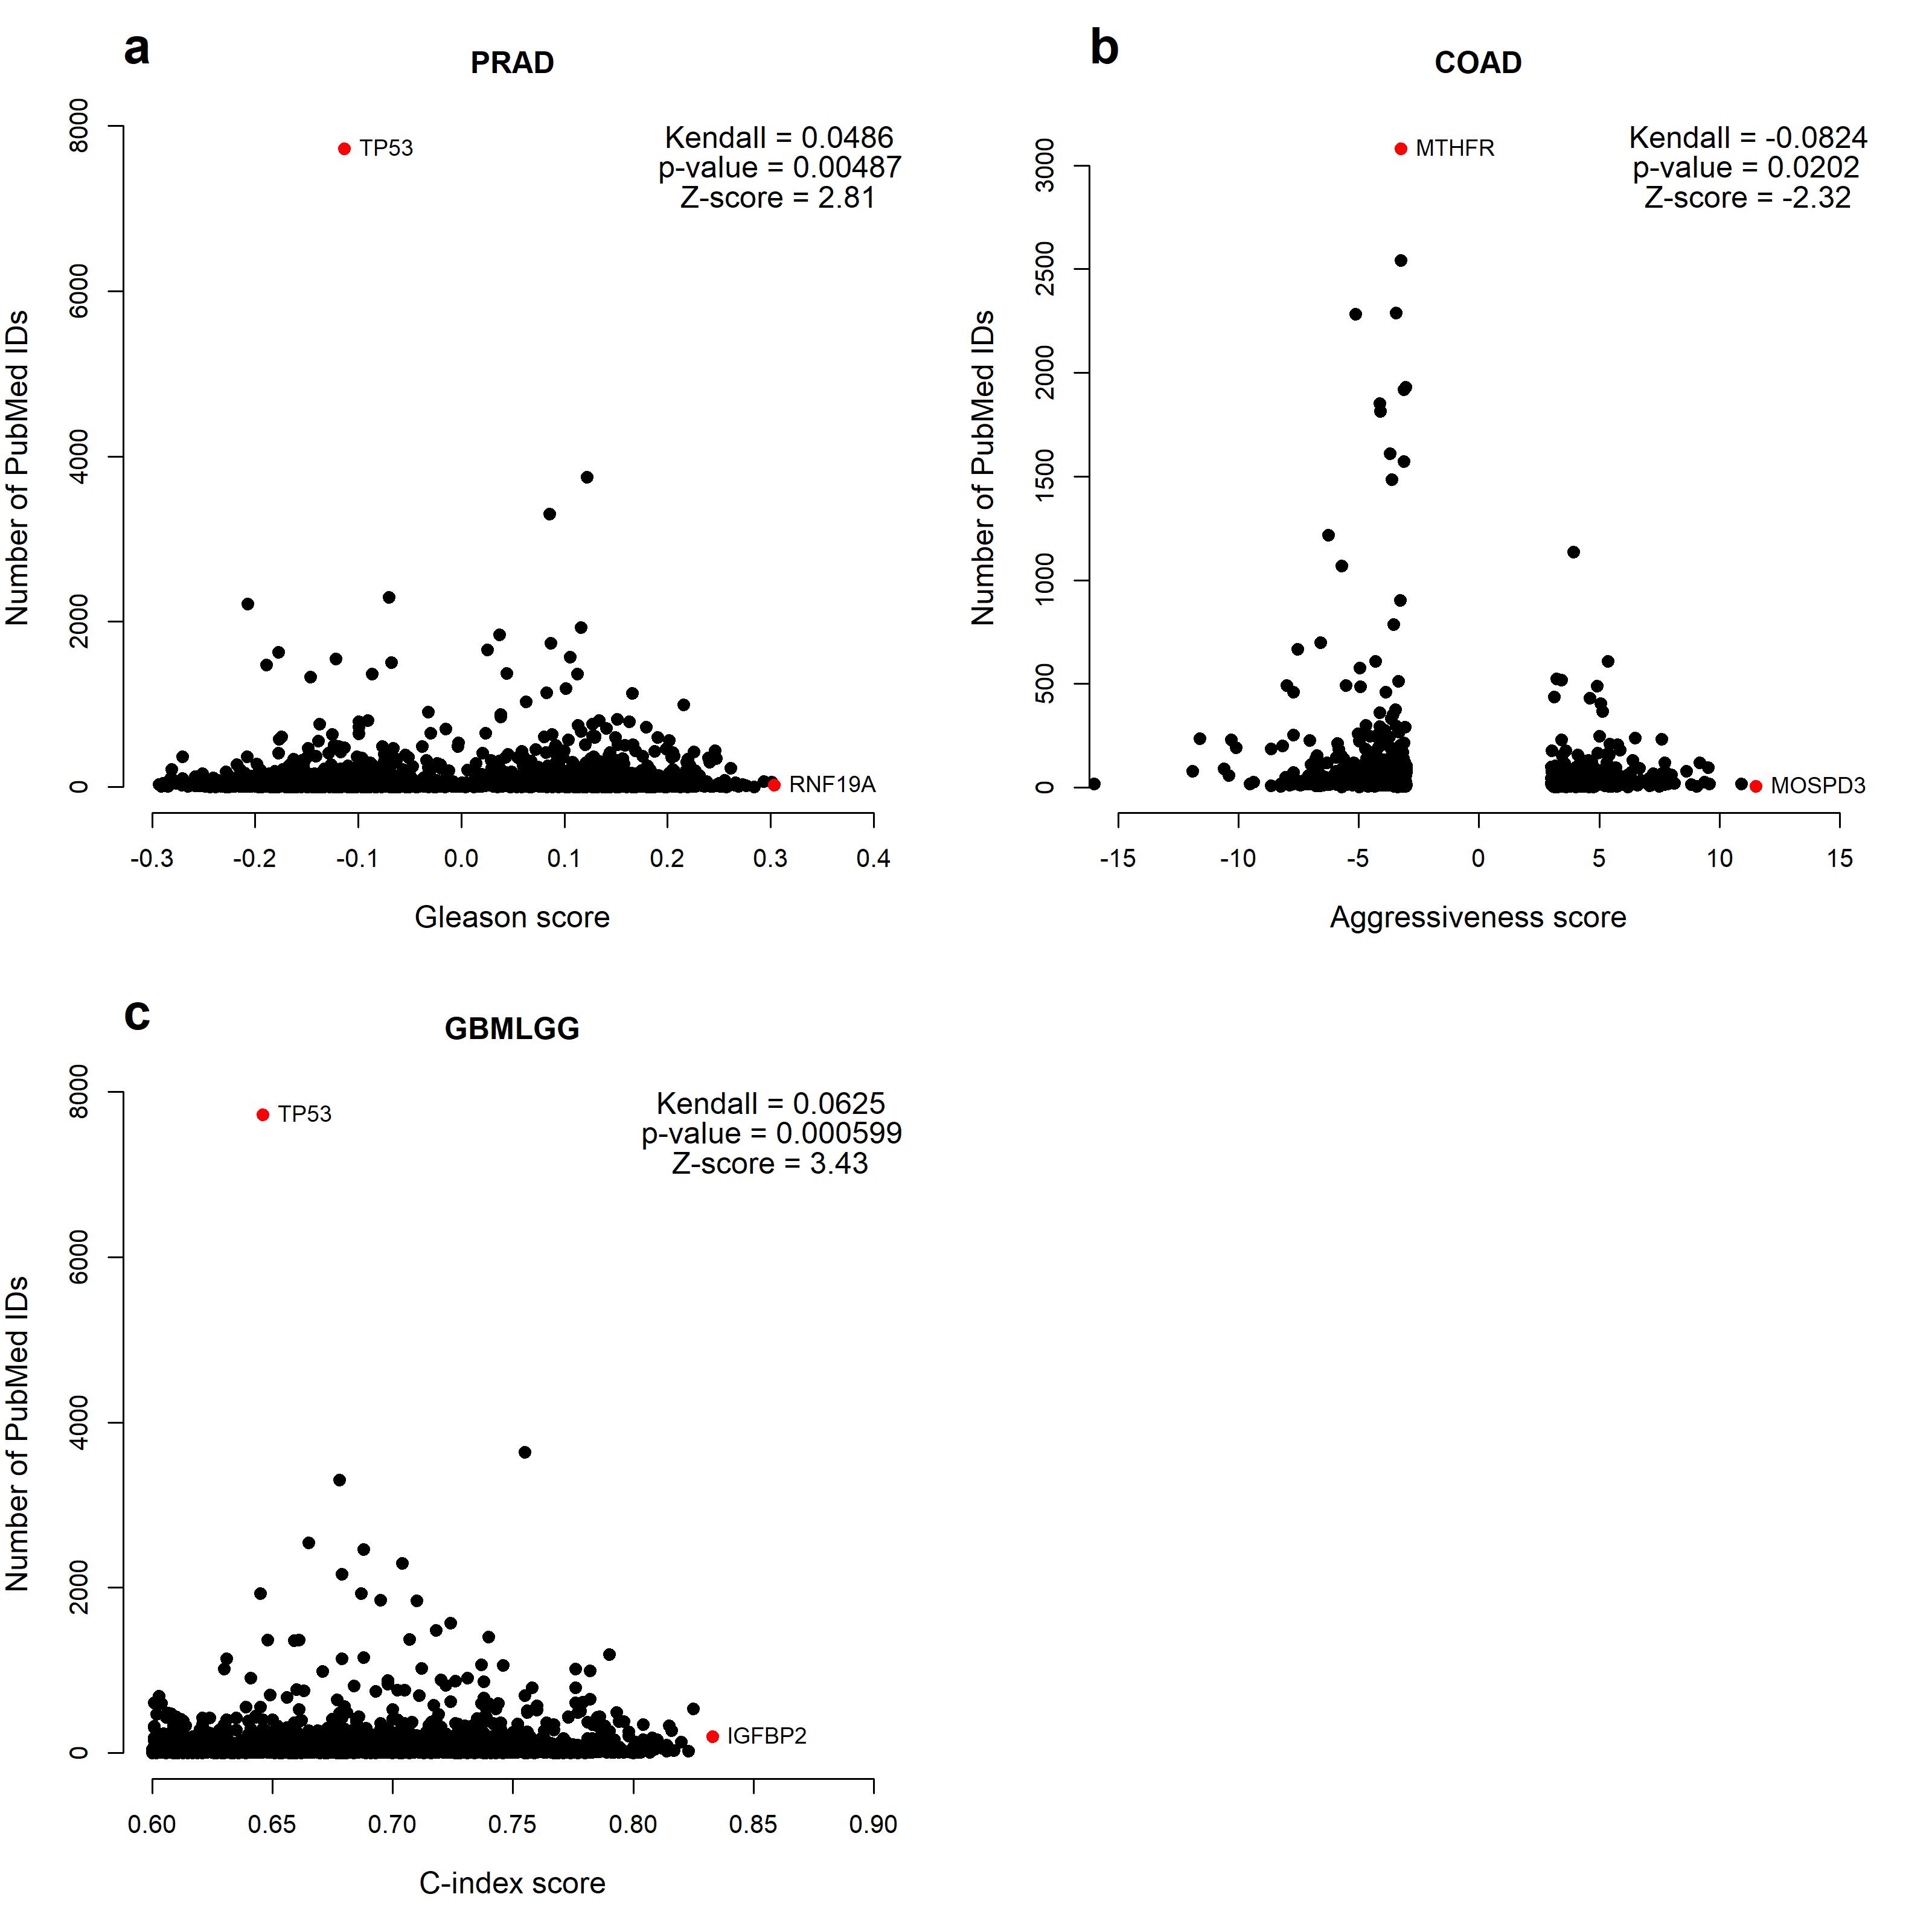 a
PRAD
8000
6000
4000
2000
0
Number of PubMed IDs
TP53
Kendall = 0.0486
p-value = 0.00487
Z-score = 2.81
RNF19A
-0.3 -0.2 -0.1 0.0 0.1 0.2 0.3 0.4
Gleason score
b
COAD
3000
2500
2000
1500
1000
500
0
Number of PubMed IDs
MTHFR
Kendall = -0.0824
p-value = 0.0202
Z-score = -2.32
MOSPD3
-15 -10 -5 0 5 10 15
Aggressiveness score
c
GBMLGG
8000
6000
4000
2000
0
Number of PubMed IDs
TP53
Kendall = 0.0625
p-value = 0.000599
Z-score = 3.43
IGFBP2
0.60 0.65 0.70 0.75 0.80 0.85 0.90
C-index score